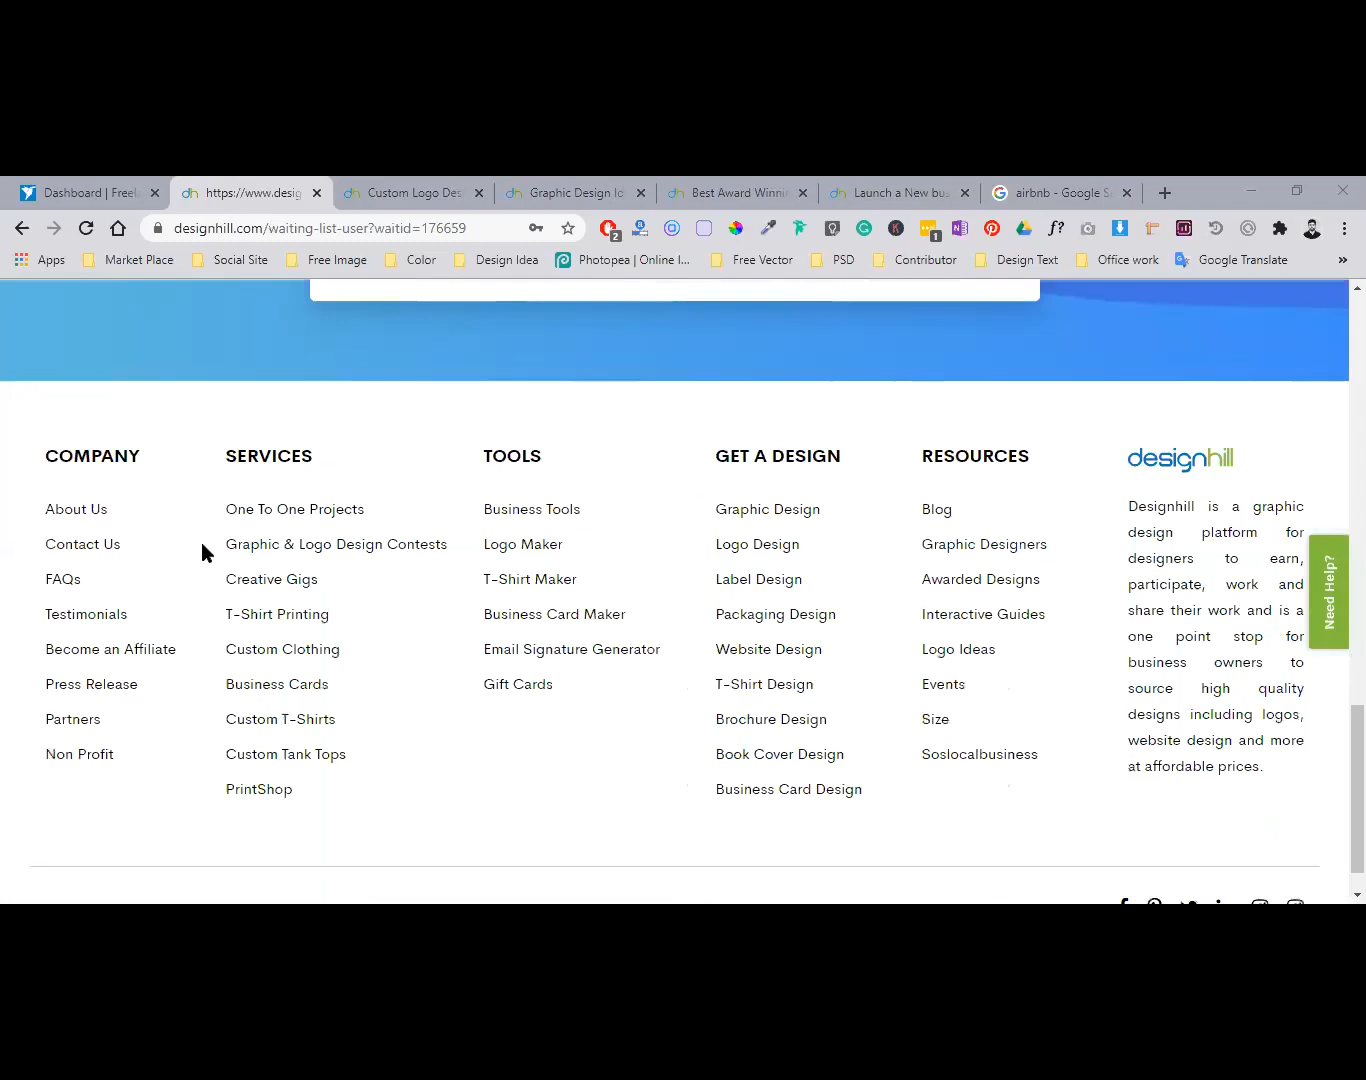 Dashboard | Freel
https://www.desig
Custom Logo Des
Graphic Design Id
Best Award Winni
Launch a New bus
airbnb - Google S
designhill.com/waiting-list-user?waitid=176659
2
1
f?
Apps
Market Place
Social Site
Free Image
Color
Design Idea
Photopea | Online I...
Free Vector
PSD
Contributor
Design Text
Office work
Google Translate
»
COMPANY
About Us
Contact Us
FAQs
Testimonials
Become an Affiliate
Press Release
Partners
Non Profit
SERVICES
One To One Projects
Graphic & Logo Design Contests
Creative Gigs
T-Shirt Printing
Custom Clothing
Business Cards
Custom T-Shirts
Custom Tank Tops
PrintShop
TOOLS
Business Tools
Logo Maker
T-Shirt Maker
Business Card Maker
Email Signature Generator
Gift Cards
GET A DESIGN
Graphic Design
Logo Design
Label Design
Packaging Design
Website Design
T-Shirt Design
Brochure Design
Book Cover Design
Business Card Design
RESOURCES
Blog
Graphic Designers
Awarded Designs
Interactive Guides
Logo Ideas
Events
Size
Soslocalbusiness
designhill
Designhill is a graphic
design platform for
designers to earn,
participate, work and
share their work and is a
one point stop for
business owners to
source high quality
designs including logos,
website design and more
at affordable prices.
Need Help?